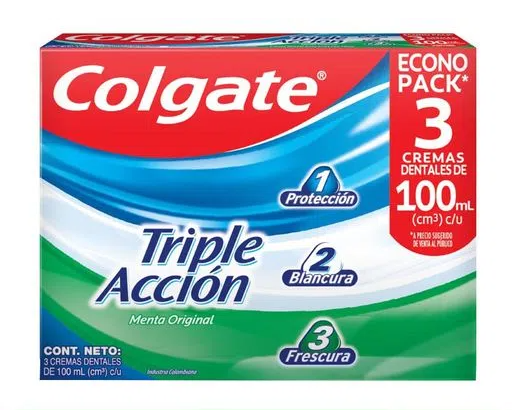 Colgate®
ECONO
PACK*
3
CREMAS
DENTALES DE
100mL
(cm³) c/u
*A PRECIO SUGERIDO
DE VENTA AL PÚBLICO
1
Protección
Triple
Acción
Menta Original
2
Blancura
3
Frescura
CONT. NETO:
3 CREMAS DENTALES
DE 100 mL (cm³) c/u
Industria Colombiana